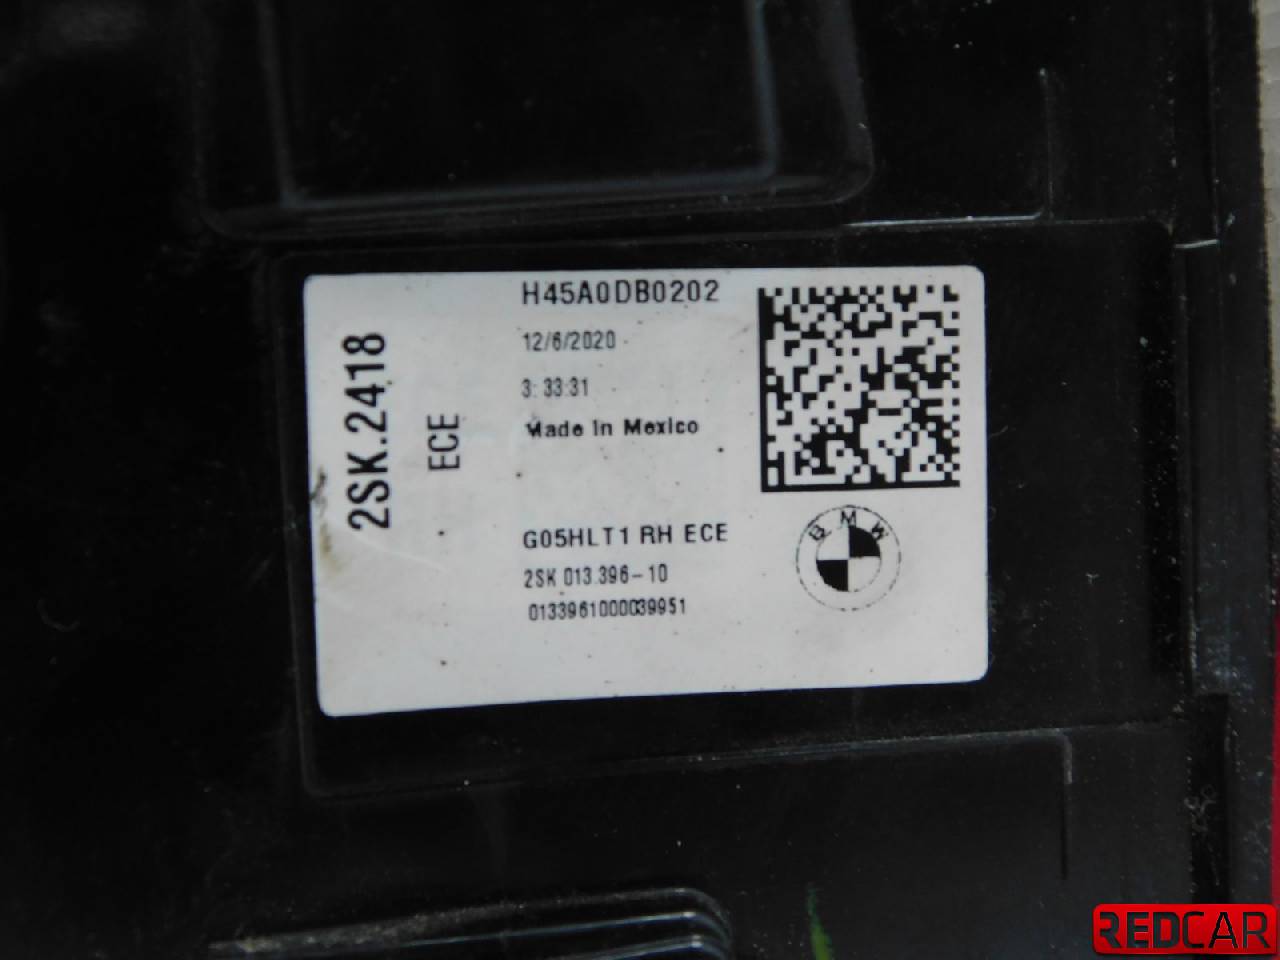 H45A0DB0202
12/6/2020
3: 33:31
Made in Mexico
2SK.2418
ECE
G05HLT1 RH ECE
2SK 013.396-10
0133961000039951
BMW
REDCAR